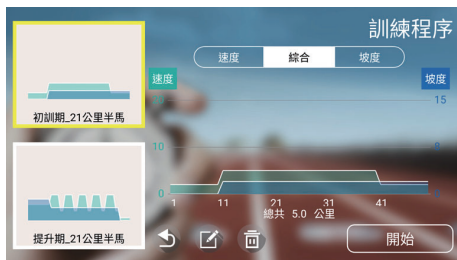 訓練程序
速度 綜合 坡度
速度
坡度
15
10
8
0
1 11 21 31 41
總共 5.0 公里
初訓期_21公里半馬
提升期_21公里半馬
開始